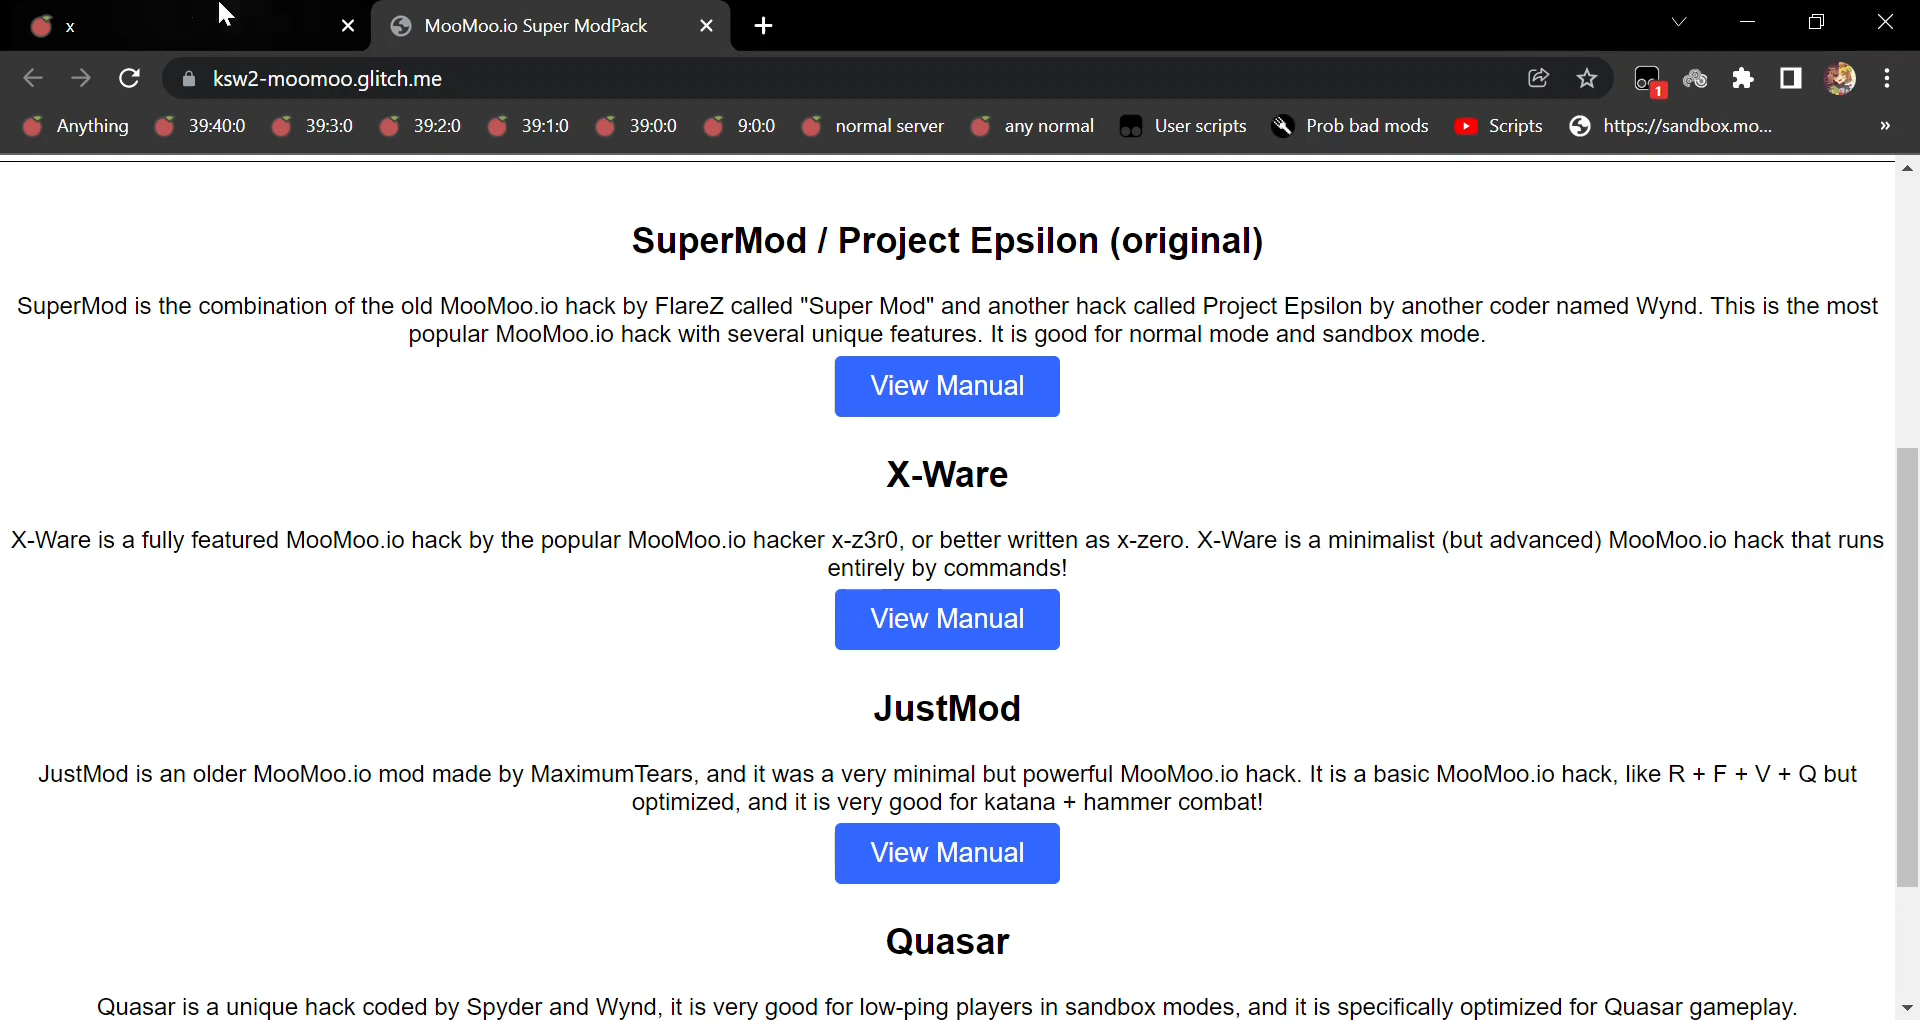 x
MooMoo.io Super ModPack
ksw2-moomoo.glitch.me
1
Anything 39:40:0 39:3:0 39:2:0 39:1:0 39:0:0 9:0:0 normal server any normal User scripts Prob bad mods Scripts https://sandbox.mo... »
SuperMod / Project Epsilon (original)
SuperMod is the combination of the old MooMoo.io hack by FlareZ called "Super Mod" and another hack called Project Epsilon by another coder named Wynd. This is the most
popular MooMoo.io hack with several unique features. It is good for normal mode and sandbox mode.
View Manual
X-Ware
X-Ware is a fully featured MooMoo.io hack by the popular MooMoo.io hacker x-z3r0, or better written as x-zero. X-Ware is a minimalist (but advanced) MooMoo.io hack that runs
entirely by commands!
View Manual
JustMod
JustMod is an older MooMoo.io mod made by MaximumTears, and it was a very minimal but powerful MooMoo.io hack. It is a basic MooMoo.io hack, like R + F + V + Q but
optimized, and it is very good for katana + hammer combat!
View Manual
Quasar
Quasar is a unique hack coded by Spyder and Wynd, it is very good for low-ping players in sandbox modes, and it is specifically optimized for Quasar gameplay.